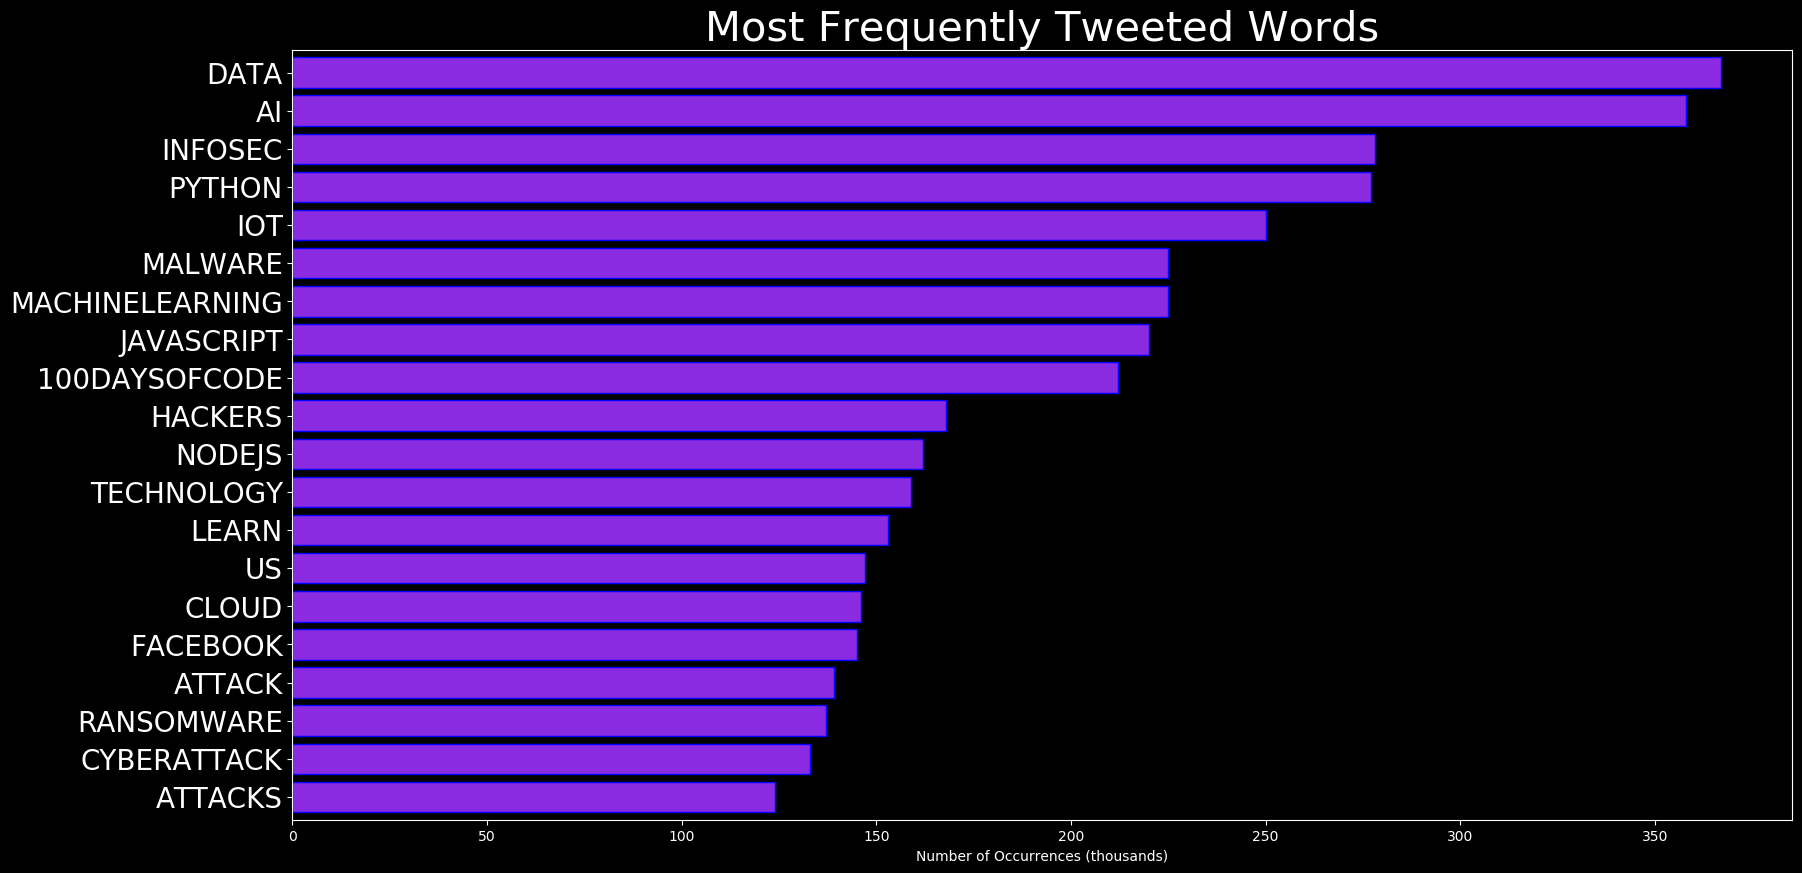 Most Frequently Tweeted Words
DATA
AI
INFOSEC
PYTHON
IOT
MALWARE
MACHINELEARNING
JAVASCRIPT
100DAYSOFCODE
HACKERS
NODEJS
TECHNOLOGY
LEARN
US
CLOUD
FACEBOOK
ATTACK
RANSOMWARE
CYBERATTACK
ATTACKS
0 50 100 150 200 250 300 350
Number of Occurrences (thousands)